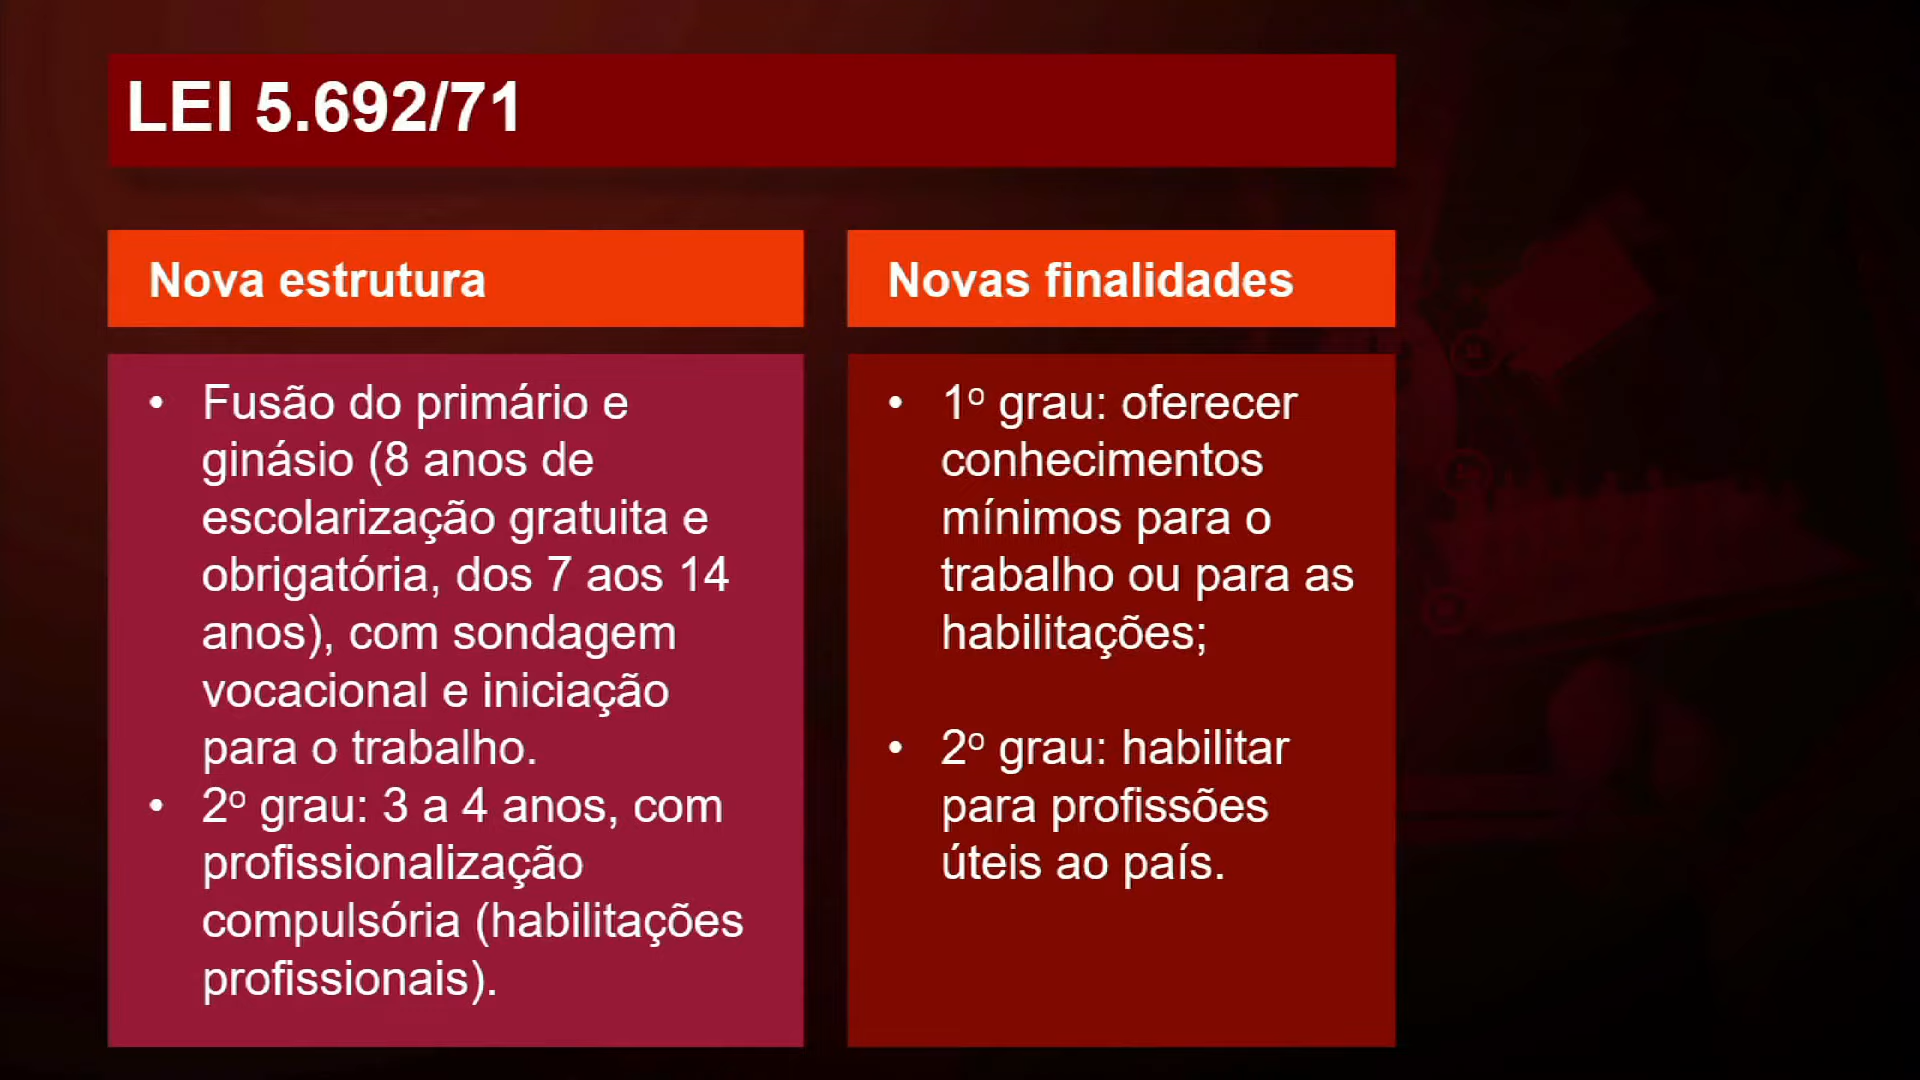 LEI 5.692/71
Nova estrutura
• Fusão do primário e
ginásio (8 anos de
escolarização gratuita e
obrigatória, dos 7 aos 14
anos), com sondagem
vocacional e iniciação
para o trabalho.
• 2º grau: 3 a 4 anos, com
profissionalização
compulsória (habilitações
profissionais).
Novas finalidades
• 1º grau: oferecer
conhecimentos
mínimos para o
trabalho ou para as
habilitações;
• 2º grau: habilitar
para profissões
úteis ao país.